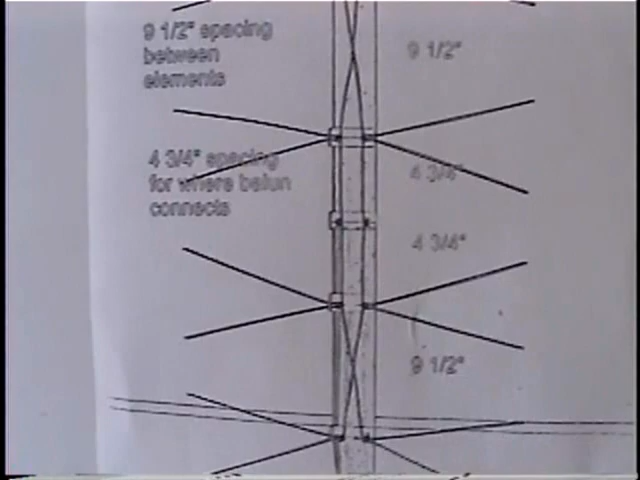 9 1/2" spacing
between
elements
9 1/2"
4 3/4" spacing
for where balun
connects
4 3/4"
4 3/4"
9 1/2"